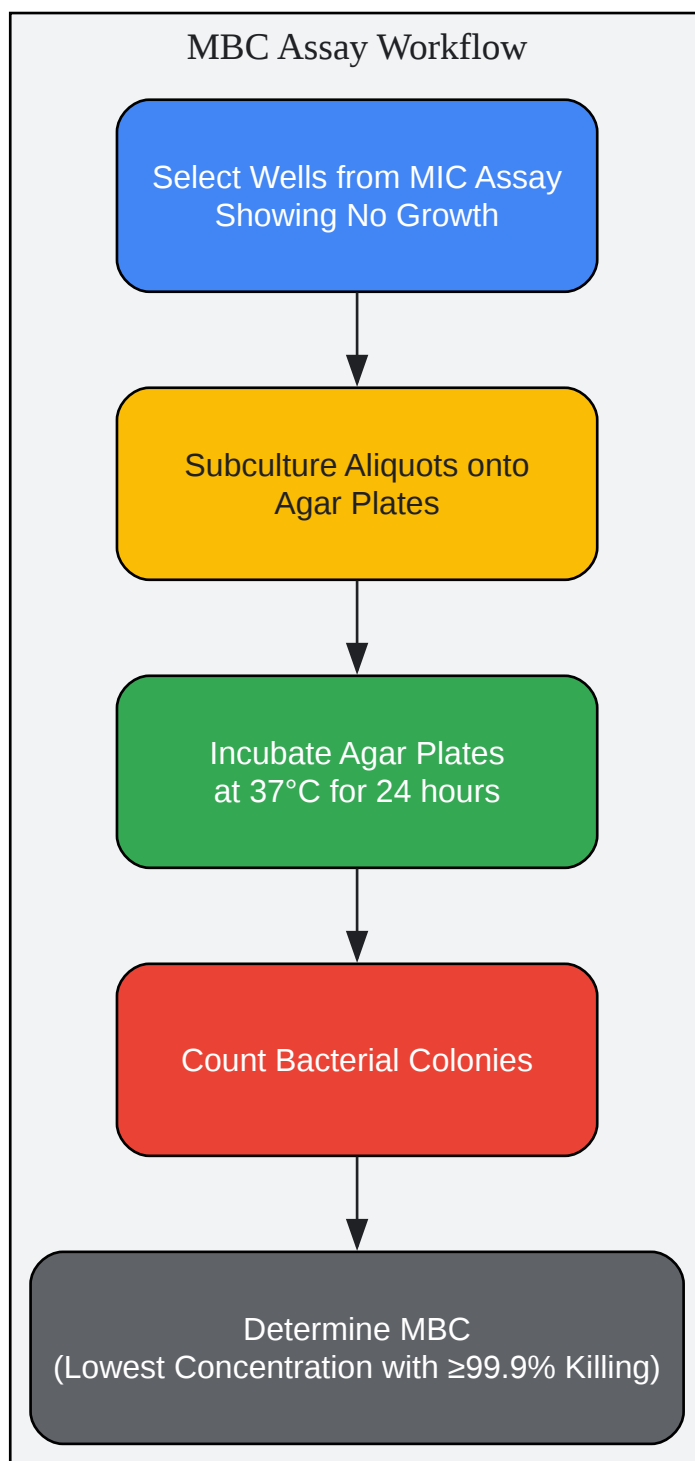 MBC Assay Workflow
Select Wells from MIC Assay
Showing No Growth
Subculture Aliquots onto
Agar Plates
Incubate Agar Plates
at 37°C for 24 hours
Count Bacterial Colonies
Determine MBC
(Lowest Concentration with ≥99.9% Killing)